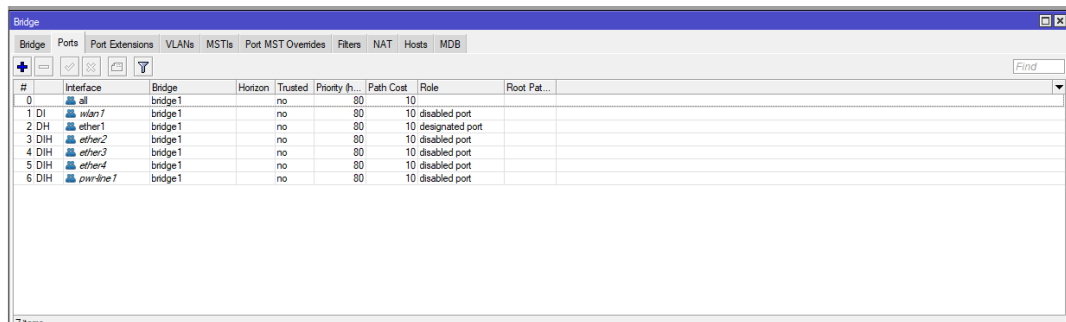 Bridge
Bridge Ports Port Extensions VLANs MSTIs Port MST Overrides Filters NAT Hosts MDB
Find
# Interface Bridge Horizon Trusted Priority (h... Path Cost Role Root Pat...
0 all bridge1 no 80 10
1 DI wlan1 bridge1 no 80 10 disabled port
2 DH ether1 bridge1 no 80 10 designated port
3 DIH ether2 bridge1 no 80 10 disabled port
4 DIH ether3 bridge1 no 80 10 disabled port
5 DIH ether4 bridge1 no 80 10 disabled port
6 DIH pwr-line1 bridge1 no 80 10 disabled port